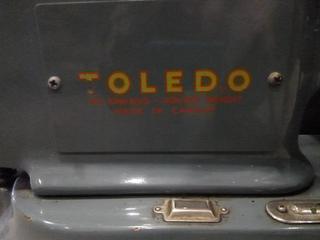 TOLEDO
NO SPRINGS - HONEST WEIGHT
MADE IN CANADA